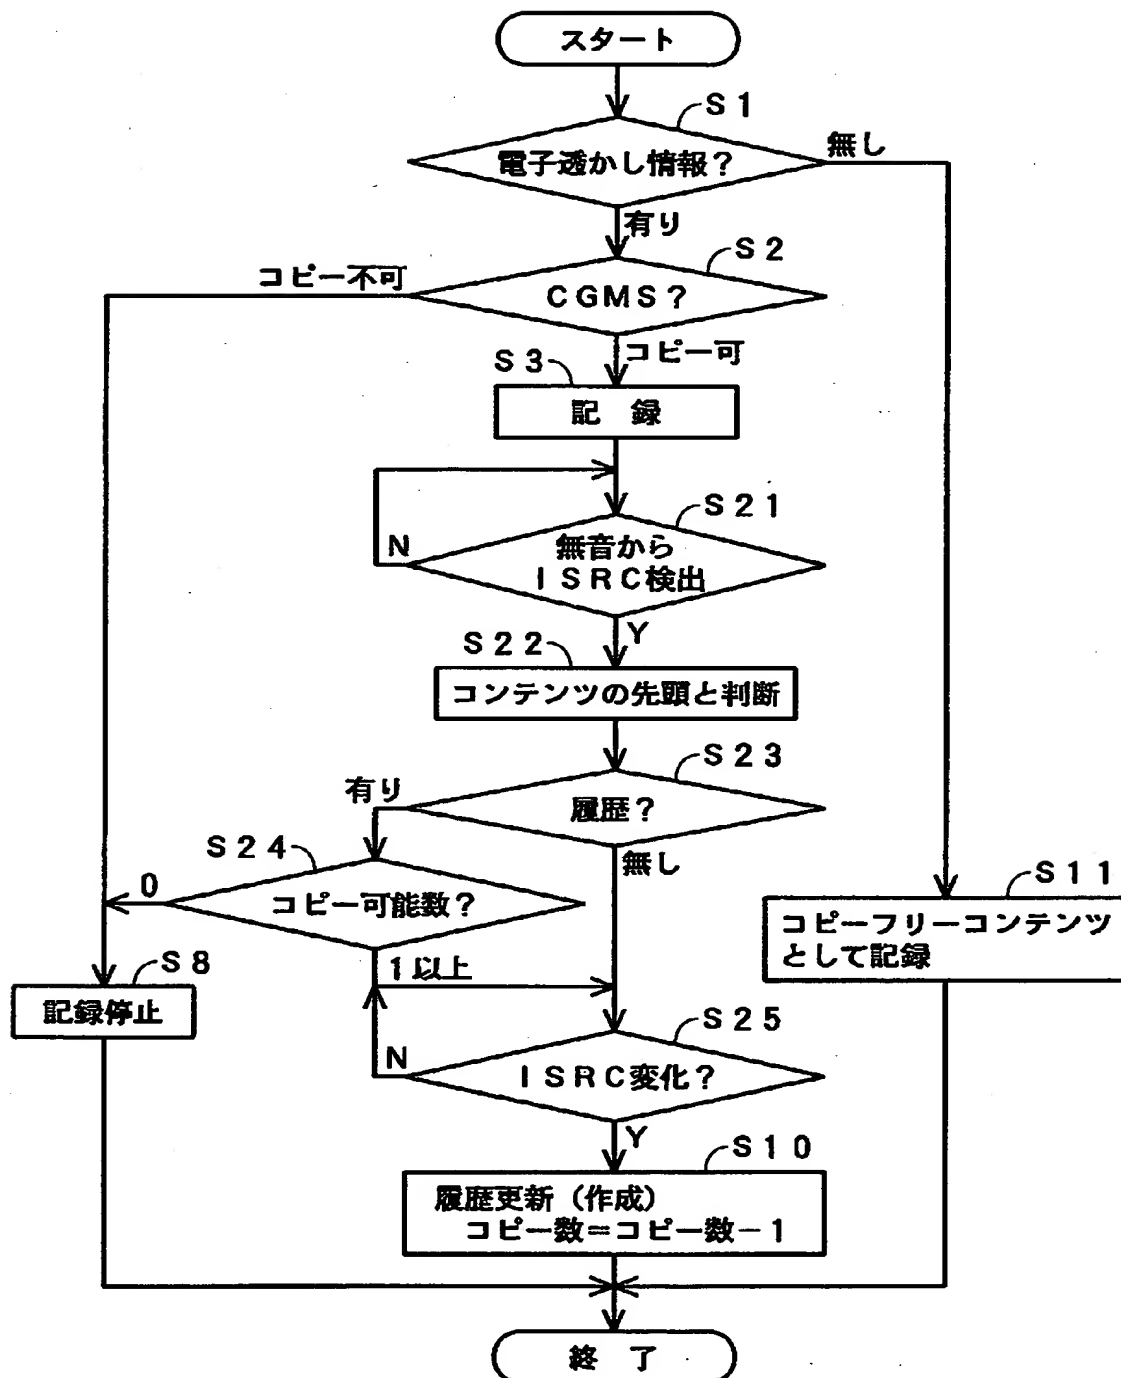 スタート
S1
電子透かし情報？
無し
有り
S2
コピー不可
CGMS？
コピー可
S3
記 録
S21
無音から
ISRC検出
N
Y
S22
コンテンツの先頭と判断
S23
有り
履歴？
無し
S24
0
コピー可能数？
S11
コピーフリーコンテンツ
として記録
1以上
S8
記録停止
S25
N
ISRC変化？
Y
S10
履歴更新（作成）
コピー数＝コピー数－1
終 了